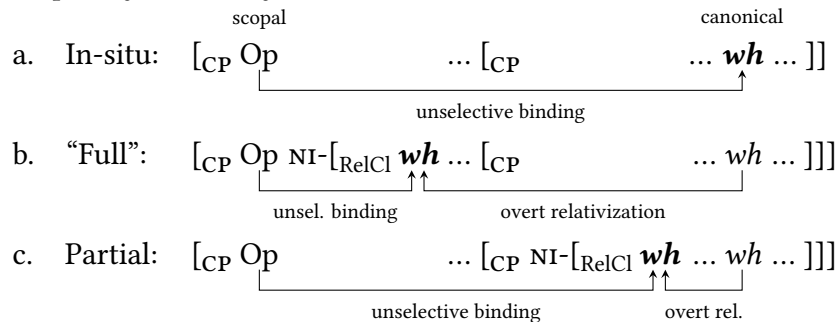 scopal canonical
a. In-situ: [CP Op ... [CP ... wh ... ]]
unselective binding
b. “Full”: [CP Op NI-[RelCl wh ... [CP ... wh ... ]]]
unsel. binding overt relativization
c. Partial: [CP Op ... [CP NI-[RelCl wh ... wh ... ]]]
unselective binding overt rel.